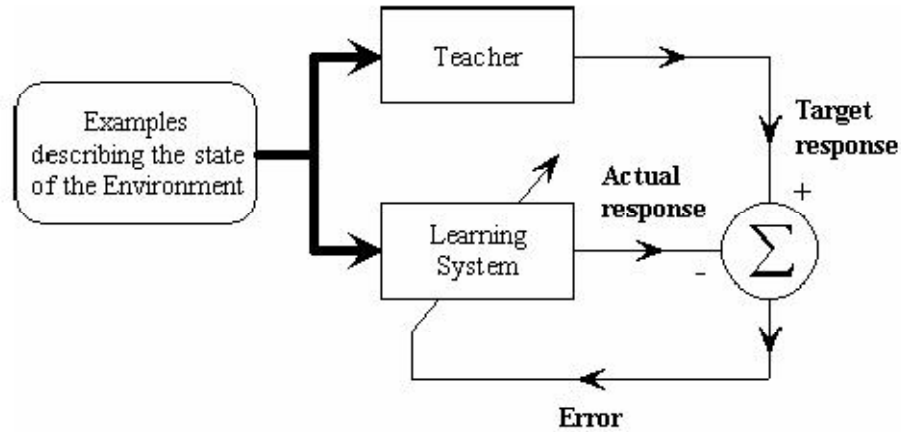 Teacher
Examples
describing the state
of the Environment
Target
response
+
Actual
response
Learning
System
-
Σ
Error